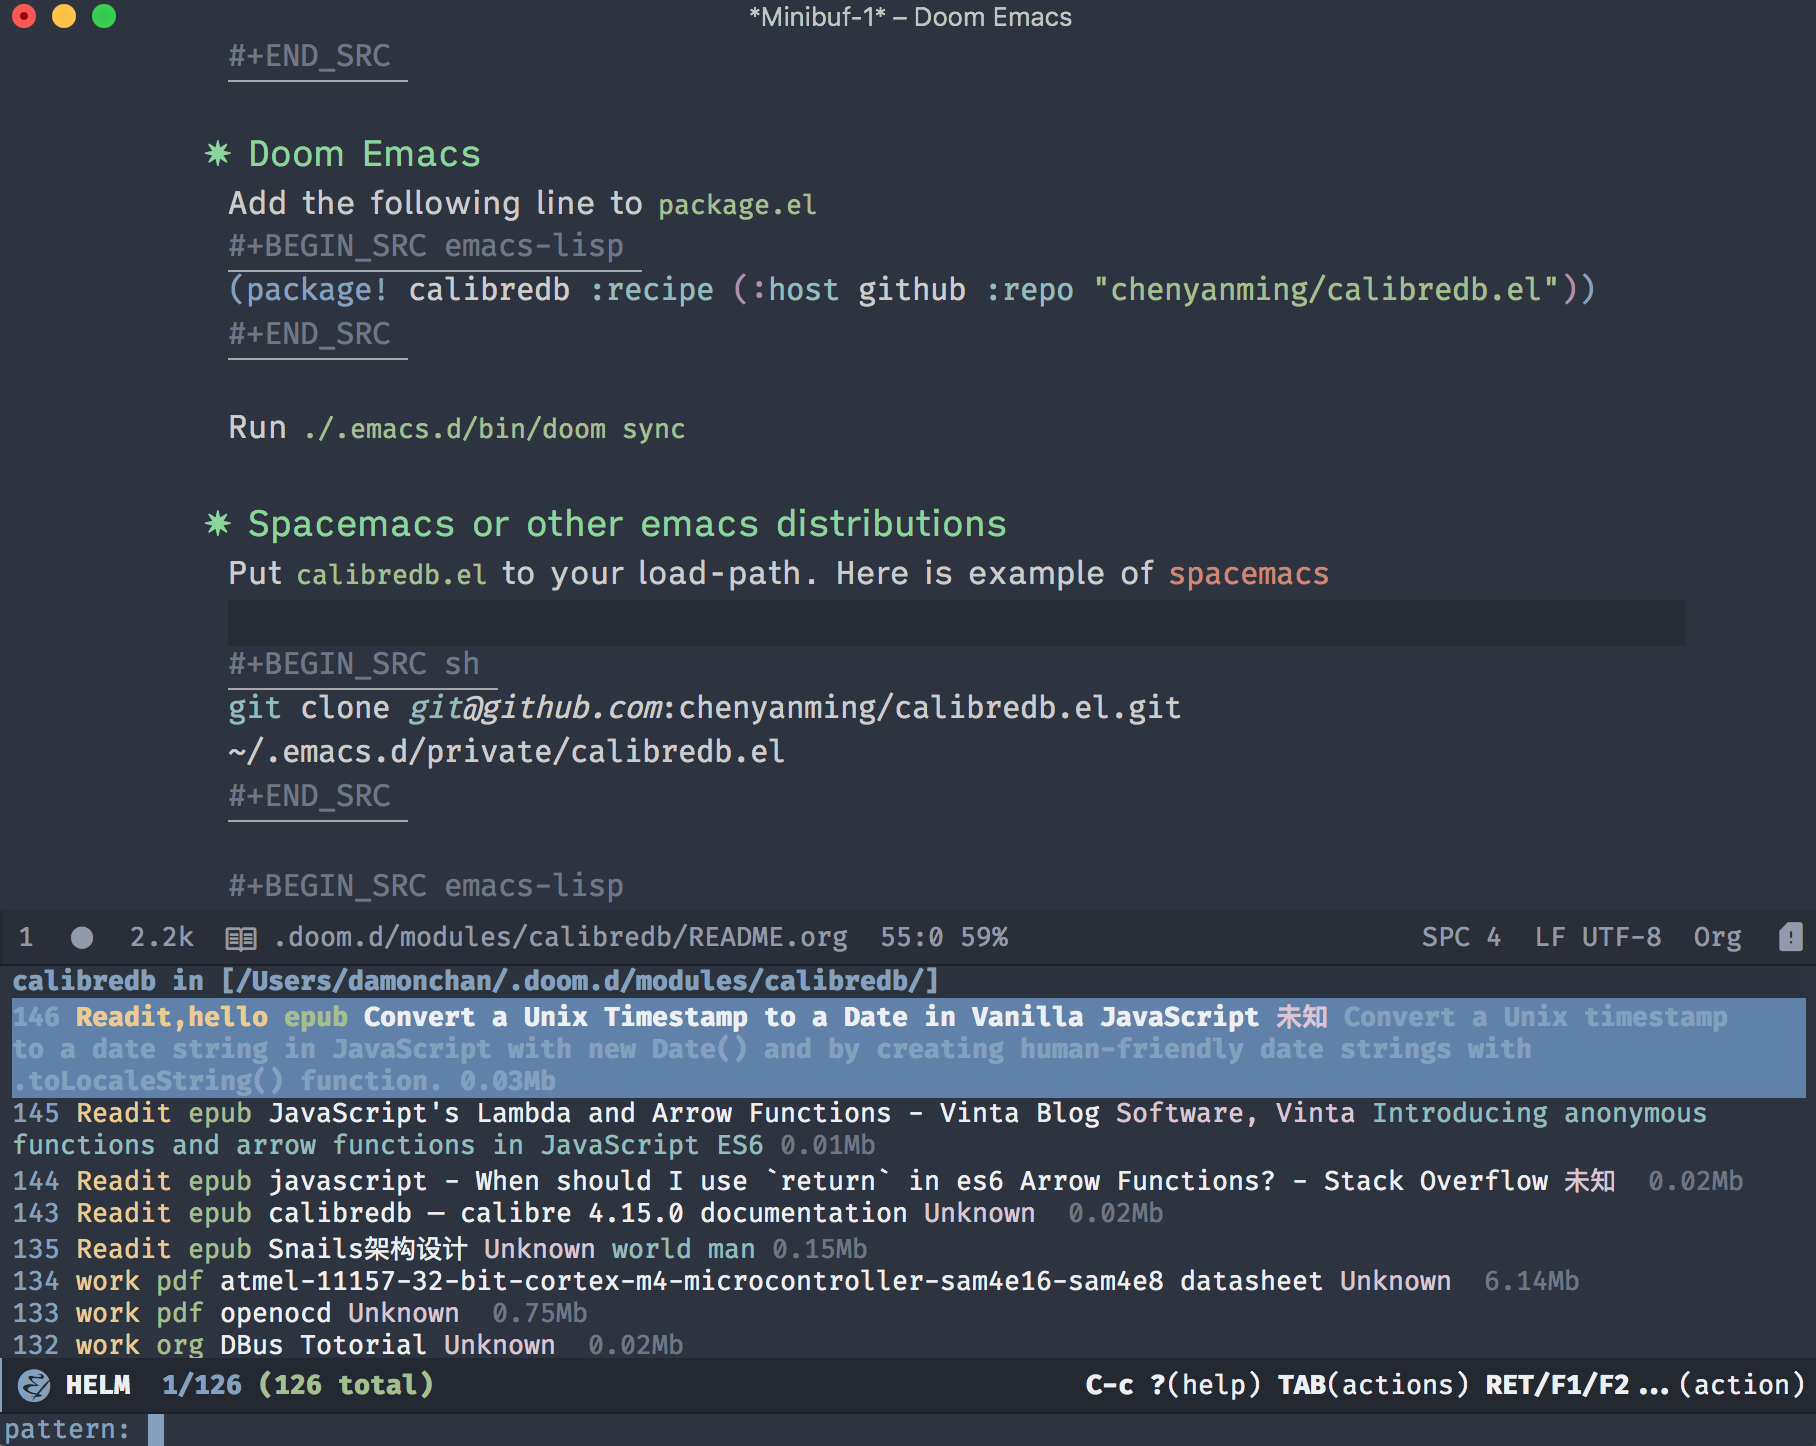 *Minibuf-1* – Doom Emacs
#+END_SRC
Doom Emacs
Add the following line to package.el
#+BEGIN_SRC emacs-lisp
(package! calibredb :recipe (:host github :repo "chenyanming/calibredb.el"))
#+END_SRC
Run ./.emacs.d/bin/doom sync
Spacemacs or other emacs distributions
Put calibredb.el to your load-path. Here is example of spacemacs
#+BEGIN_SRC sh
git clone git@github.com:chenyanming/calibredb.el.git
~/.emacs.d/private/calibredb.el
#+END_SRC
#+BEGIN_SRC emacs-lisp
1 2.2k .doom.d/modules/calibredb/README.org 55:0 59% SPC 4 LF UTF-8 Org
calibredb in [/Users/damonchan/.doom.d/modules/calibredb/]
146 Readit,hello epub Convert a Unix Timestamp to a Date in Vanilla JavaScript 未知 Convert a Unix timestamp
to a date string in JavaScript with new Date() and by creating human-friendly date strings with
.toLocaleString() function. 0.03Mb
145 Readit epub JavaScript's Lambda and Arrow Functions - Vinta Blog Software, Vinta Introducing anonymous
functions and arrow functions in JavaScript ES6 0.01Mb
144 Readit epub javascript - When should I use `return` in es6 Arrow Functions? - Stack Overflow 未知 0.02Mb
143 Readit epub calibredb — calibre 4.15.0 documentation Unknown 0.02Mb
135 Readit epub Snails架构设计 Unknown world man 0.15Mb
134 work pdf atmel-11157-32-bit-cortex-m4-microcontroller-sam4e16-sam4e8 datasheet Unknown 6.14Mb
133 work pdf openocd Unknown 0.75Mb
132 work org DBus Totorial Unknown 0.02Mb
HELM 1/126 (126 total) C-c ?(help) TAB(actions) RET/F1/F2...(action)
pattern: